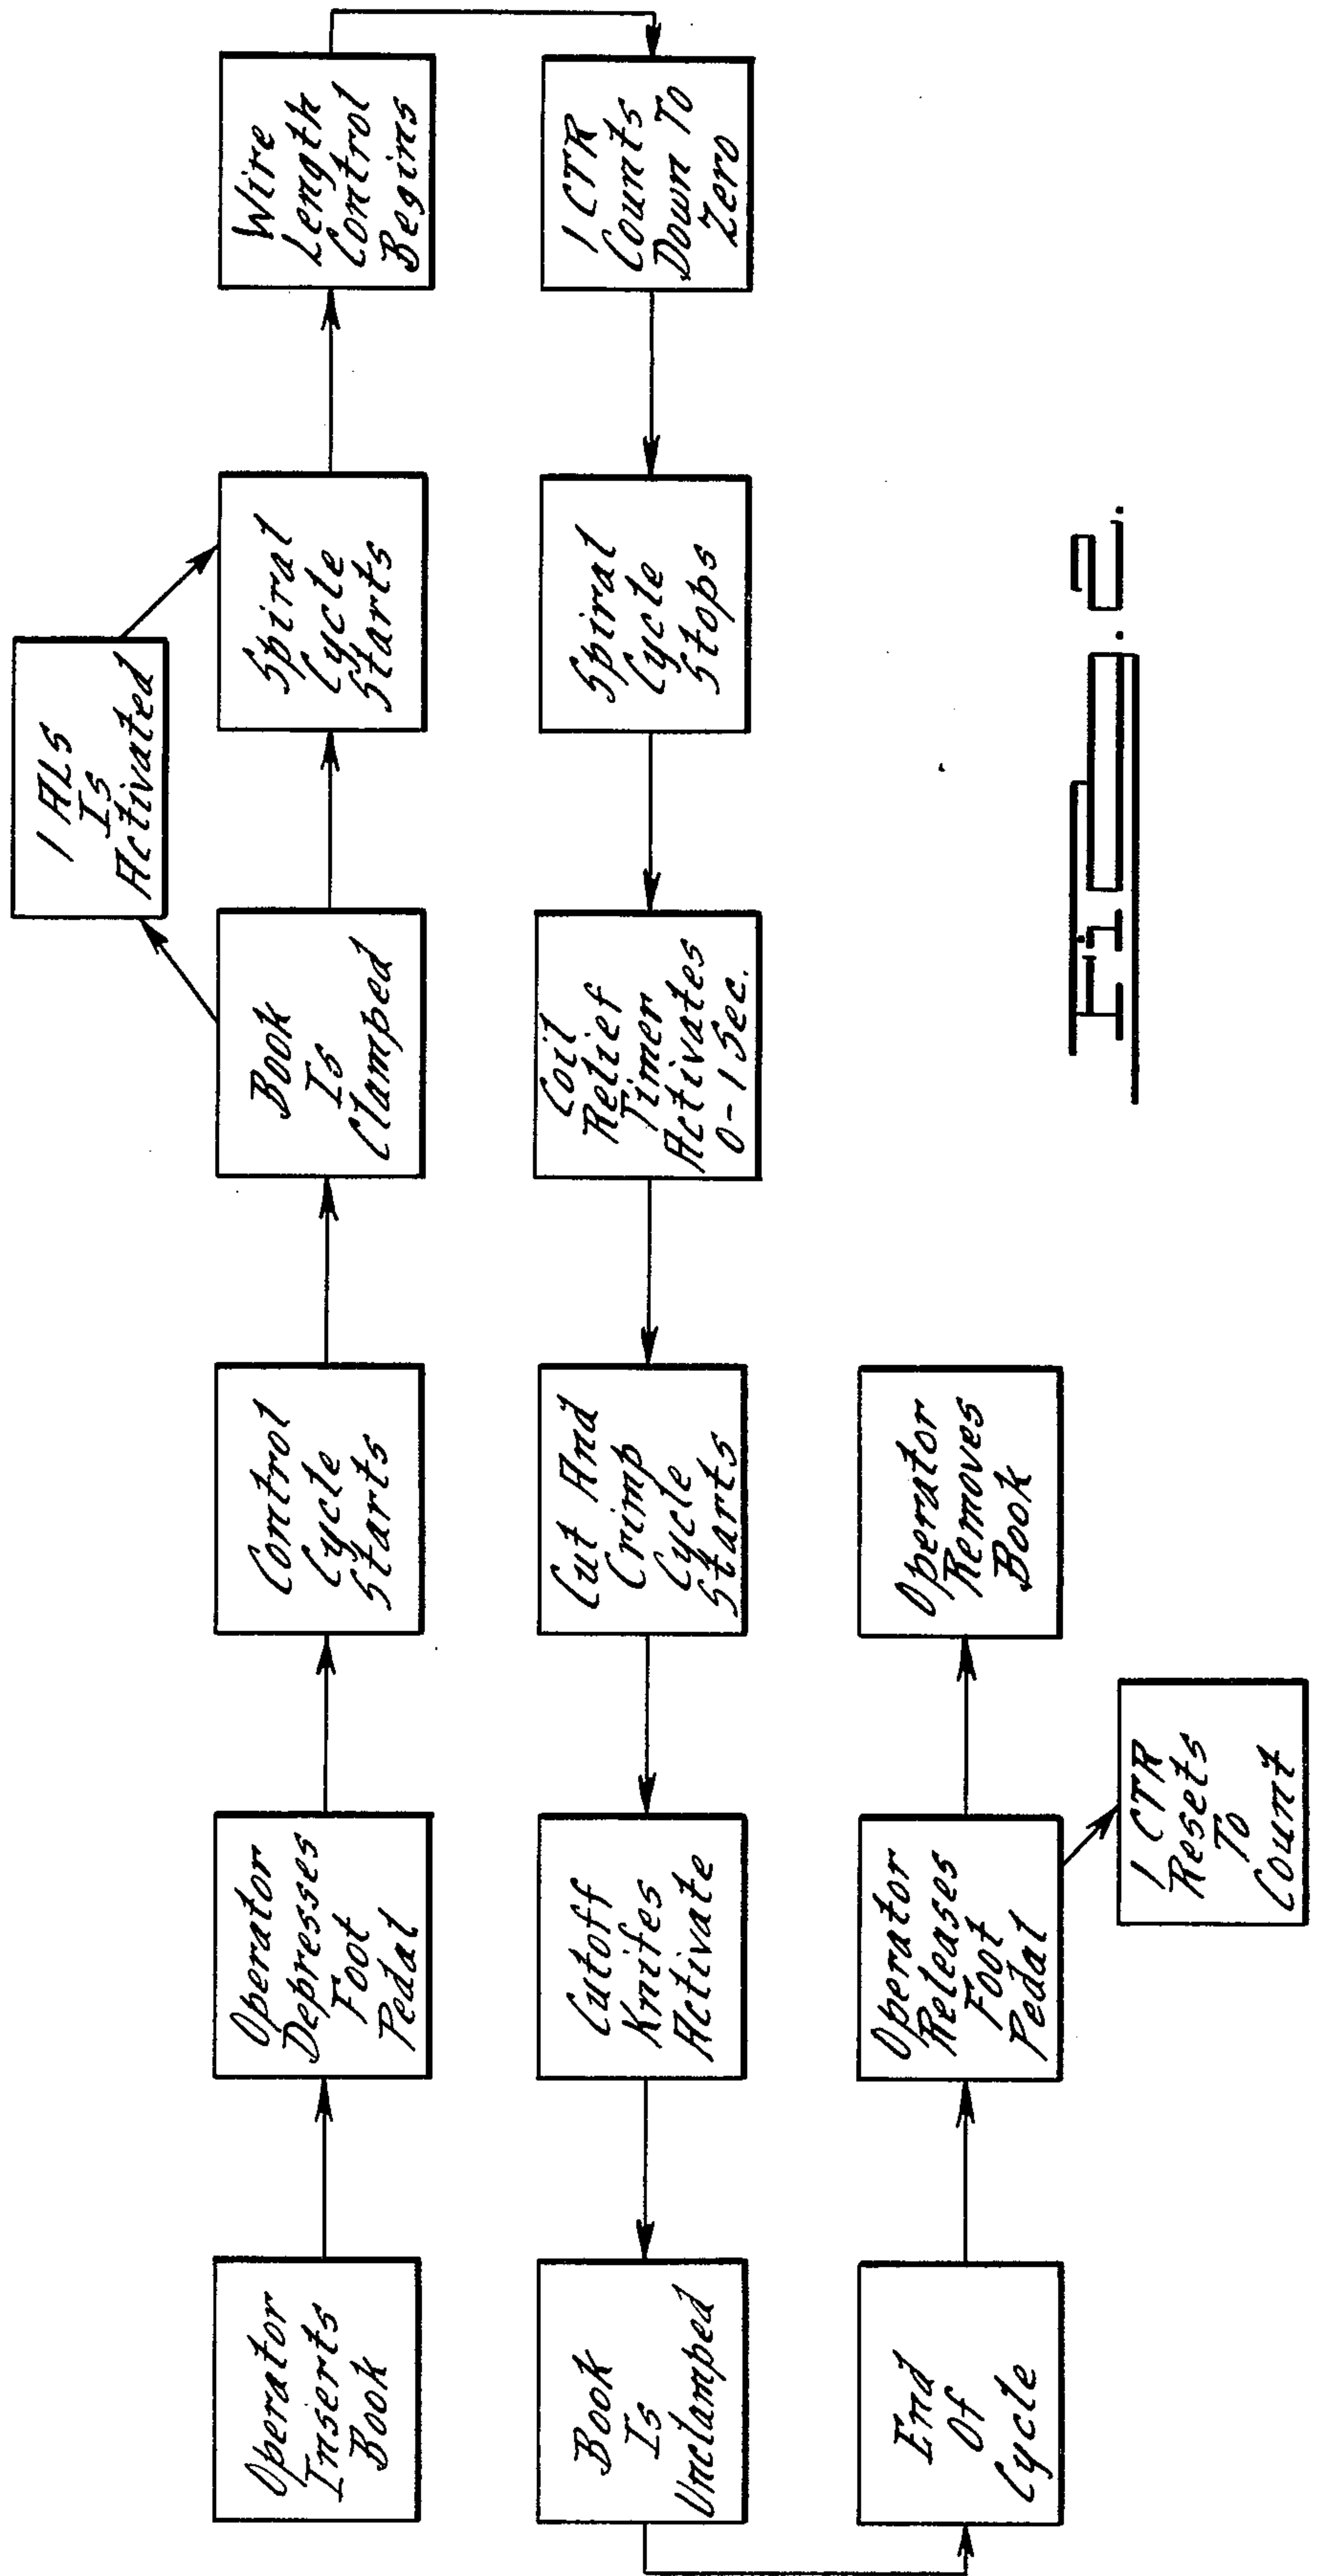 Operator
Inserts
Book
Operator
Depresses
Foot
Pedal
Control
Cycle
Starts
Book
Is
Clamped
1 ALS
Is
Activated
Spiral
Cycle
Starts
Wire
Length
Control
Begins
1 CTR
Counts
Down To
Zero
Spiral
Cycle
Stops
Coil
Relief
Timer
Activates
0-1 Sec.
Cut And
Crimp
Cycle
Starts
Cutoff
Knifes
Activate
Book
Is
Unclamped
End
Of
Cycle
Operator
Releases
Foot
Pedal
1 CTR
Resets
To
Count
Operator
Removes
Book
Fig. 2.